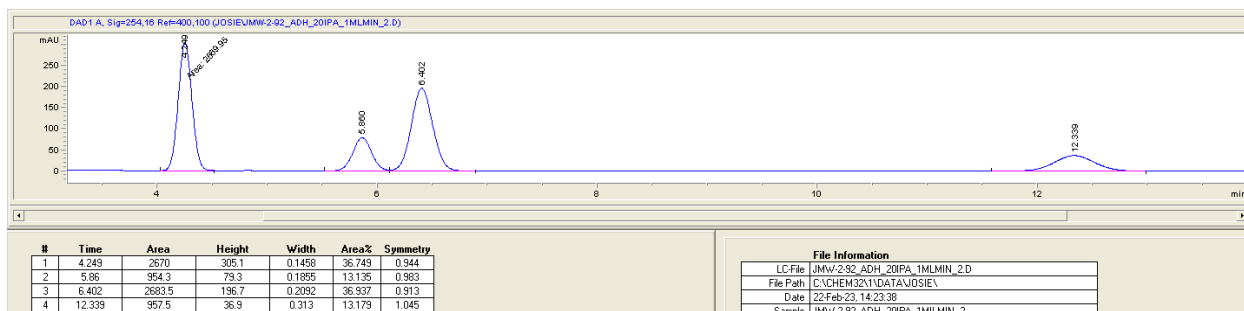 DAD1 A, Sig=254,16 Ref=400,100 (JOSIE\JMW-2-92_ADH_20IPA_1MLMIN_2.D)
mAU
250
200
150
100
50
0
4.249
Area: 2669.95
5.860
6.402
12.339
4 6 8 10 12 min
# Time Area Height Width Area% Symmetry
1 4.249 2670 305.1 0.1458 36.749 0.944
2 5.86 954.3 79.3 0.1855 13.135 0.983
3 6.402 2683.5 196.7 0.2092 36.937 0.913
4 12.339 957.5 36.9 0.313 13.179 1.045
File Information
LC-File JMW-2-92_ADH_20IPA_1MLMIN_2.D
File Path C:\CHEM32\1\DATA\JOSIE\
Date 22-Feb-23, 14:23:38
Sample JMW-2-92_ADH_20IPA_1MLMIN_2